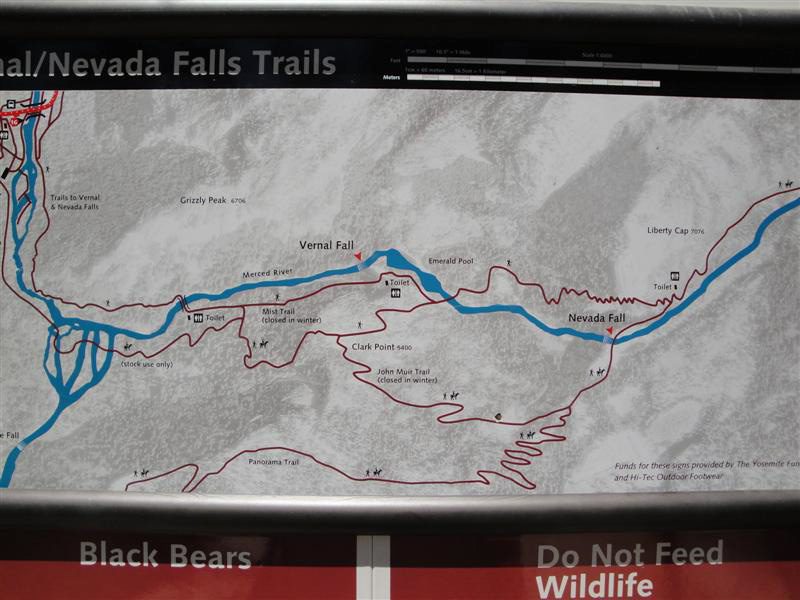 nal/Nevada Falls Trails
Feet
Scale 1:6000
Meters
Trails to Vernal
& Nevada Falls
Grizzly Peak 6706
Vernal Fall
Merced River
Emerald Pool
Liberty Cap 7076
Toilet
Toilet
Toilet
Mist Trail
(closed in winter)
Nevada Fall
Clark Point 5400
(stock use only)
John Muir Trail
(closed in winter)
e Fall
Panorama Trail
Funds for these signs provided by The Yosemite Fun
and Hi-Tec Outdoor Footwear
Black Bears
Do Not Feed
Wildlife